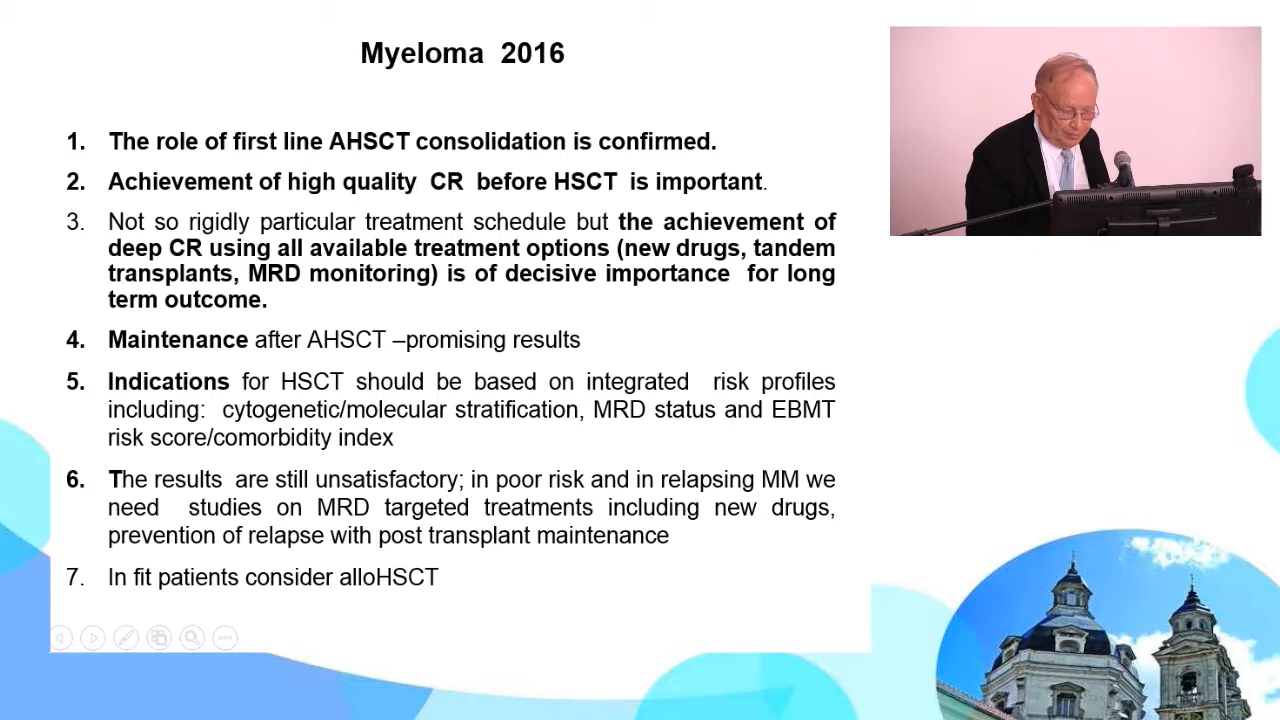 Myeloma 2016
1. The role of first line AHSCT consolidation is confirmed.
2. Achievement of high quality CR before HSCT is important.
3. Not so rigidly particular treatment schedule but the achievement of
deep CR using all available treatment options (new drugs, tandem
transplants, MRD monitoring) is of decisive importance for long
term outcome.
4. Maintenance after AHSCT –promising results
5. Indications for HSCT should be based on integrated risk profiles
including: cytogenetic/molecular stratification, MRD status and EBMT
risk score/comorbidity index
6. The results are still unsatisfactory; in poor risk and in relapsing MM we
need studies on MRD targeted treatments including new drugs,
prevention of relapse with post transplant maintenance
7. In fit patients consider alloHSCT